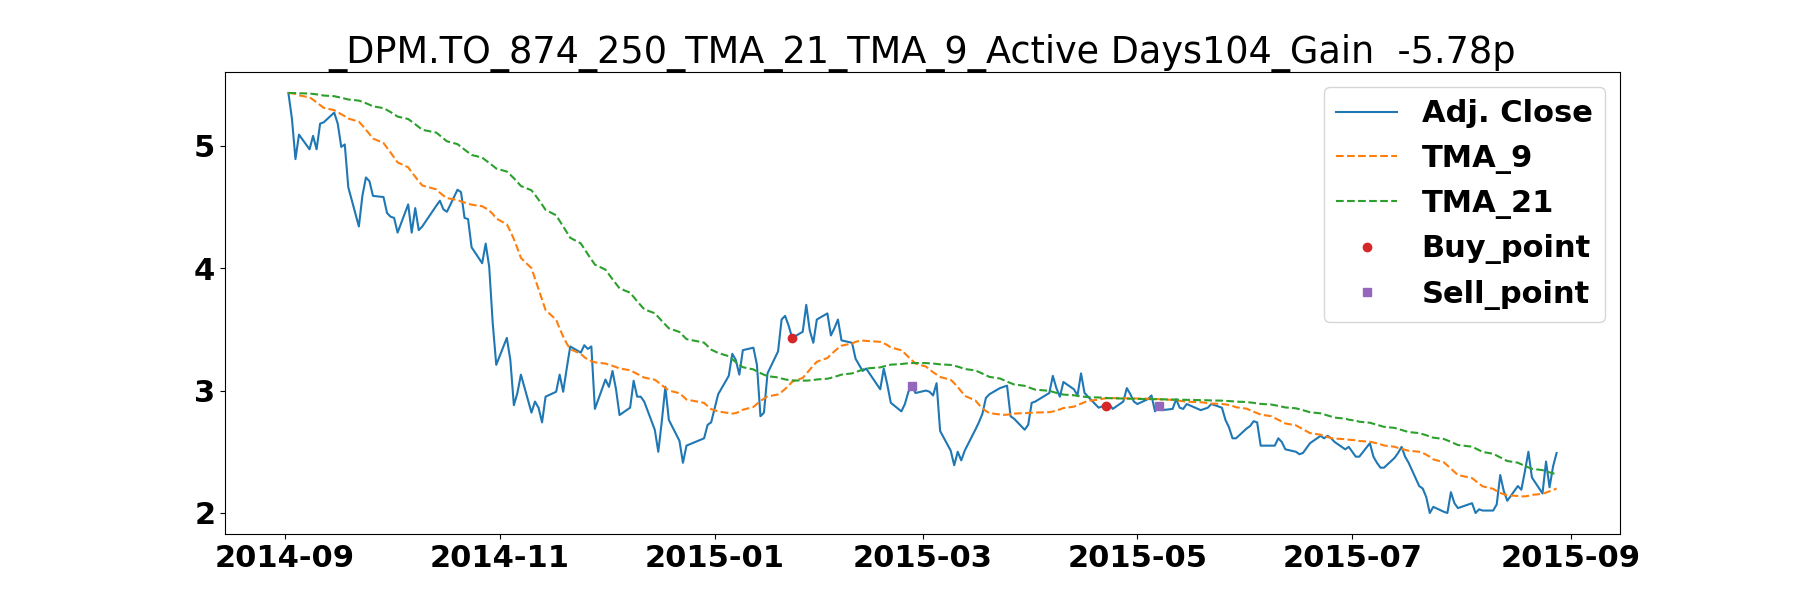 _DPM.TO_874_250_TMA_21_TMA_9_Active Days104_Gain  -5.78p
Adj. Close
TMA_9
TMA_21
Buy_point
Sell_point
5
4
3
2
2014-09 2014-11 2015-01 2015-03 2015-05 2015-07 2015-09